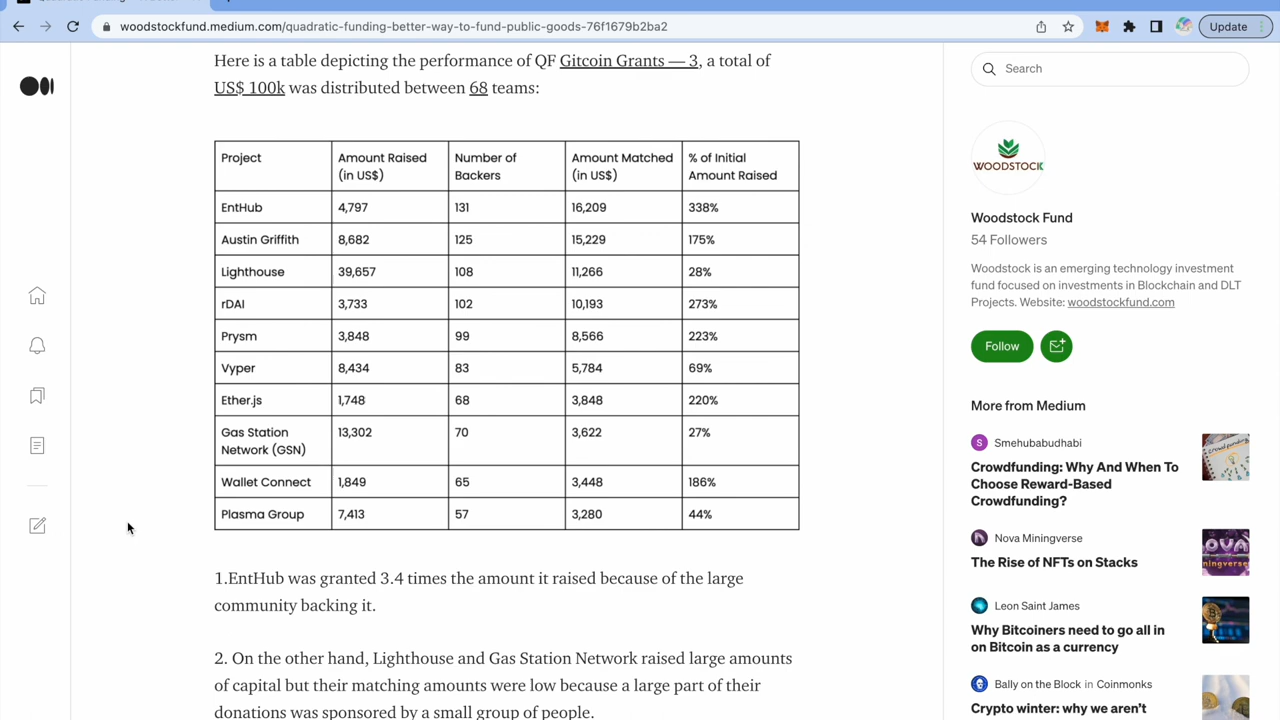 woodstockfund.medium.com/quadratic-funding-better-way-to-fund-public-goods-76f1679b2ba2
Update
Here is a table depicting the performance of QF Gitcoin Grants — 3, a total of
US$ 100k was distributed between 68 teams:
Project Amount Raised (in US$) Number of Backers Amount Matched (in US$) % of Initial Amount Raised
EntHub 4,797 131 16,209 338%
Austin Griffith 8,682 125 15,229 175%
Lighthouse 39,657 108 11,266 28%
rDAI 3,733 102 10,193 273%
Prysm 3,848 99 8,566 223%
Vyper 8,434 83 5,784 69%
Ether.js 1,748 68 3,848 220%
Gas Station Network (GSN) 13,302 70 3,622 27%
Wallet Connect 1,849 65 3,448 186%
Plasma Group 7,413 57 3,280 44%
1.EntHub was granted 3.4 times the amount it raised because of the large
community backing it.
2. On the other hand, Lighthouse and Gas Station Network raised large amounts
of capital but their matching amounts were low because a large part of their
donations was sponsored by a small group of people.
Search
WOODSTOCK
Woodstock Fund
54 Followers
Woodstock is an emerging technology investment
fund focused on investments in Blockchain and DLT
Projects. Website: woodstockfund.com
Follow
More from Medium
S
Smehubabudhabi
Crowdfunding: Why And When To
Choose Reward-Based
Crowdfunding?
Nova Miningverse
The Rise of NFTs on Stacks
Leon Saint James
Why Bitcoiners need to go all in
on Bitcoin as a currency
Bally on the Block in Coinmonks
Crypto winter: why we aren't